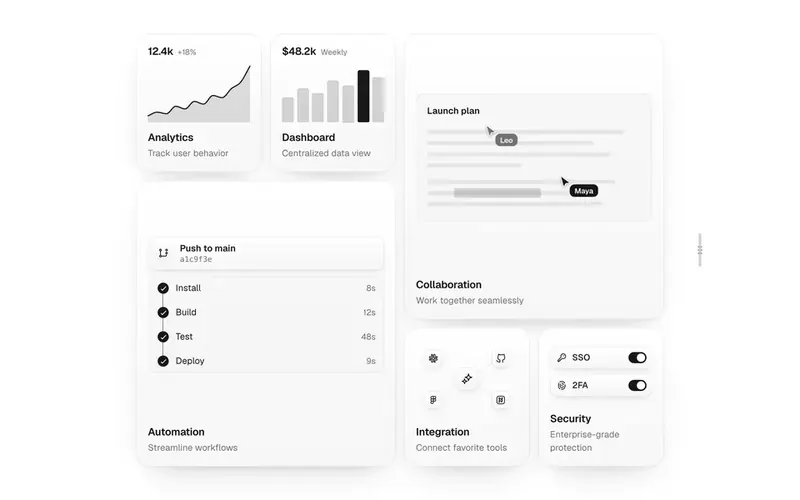 12.4k +18%
Analytics
Track user behavior
$48.2k Weekly
Dashboard
Centralized data view
Launch plan
Leo
Maya
Collaboration
Work together seamlessly
Push to main
a1c9f3e
Install 8s
Build 12s
Test 48s
Deploy 9s
Automation
Streamline workflows
Integration
Connect favorite tools
SSO
2FA
Security
Enterprise-grade
protection